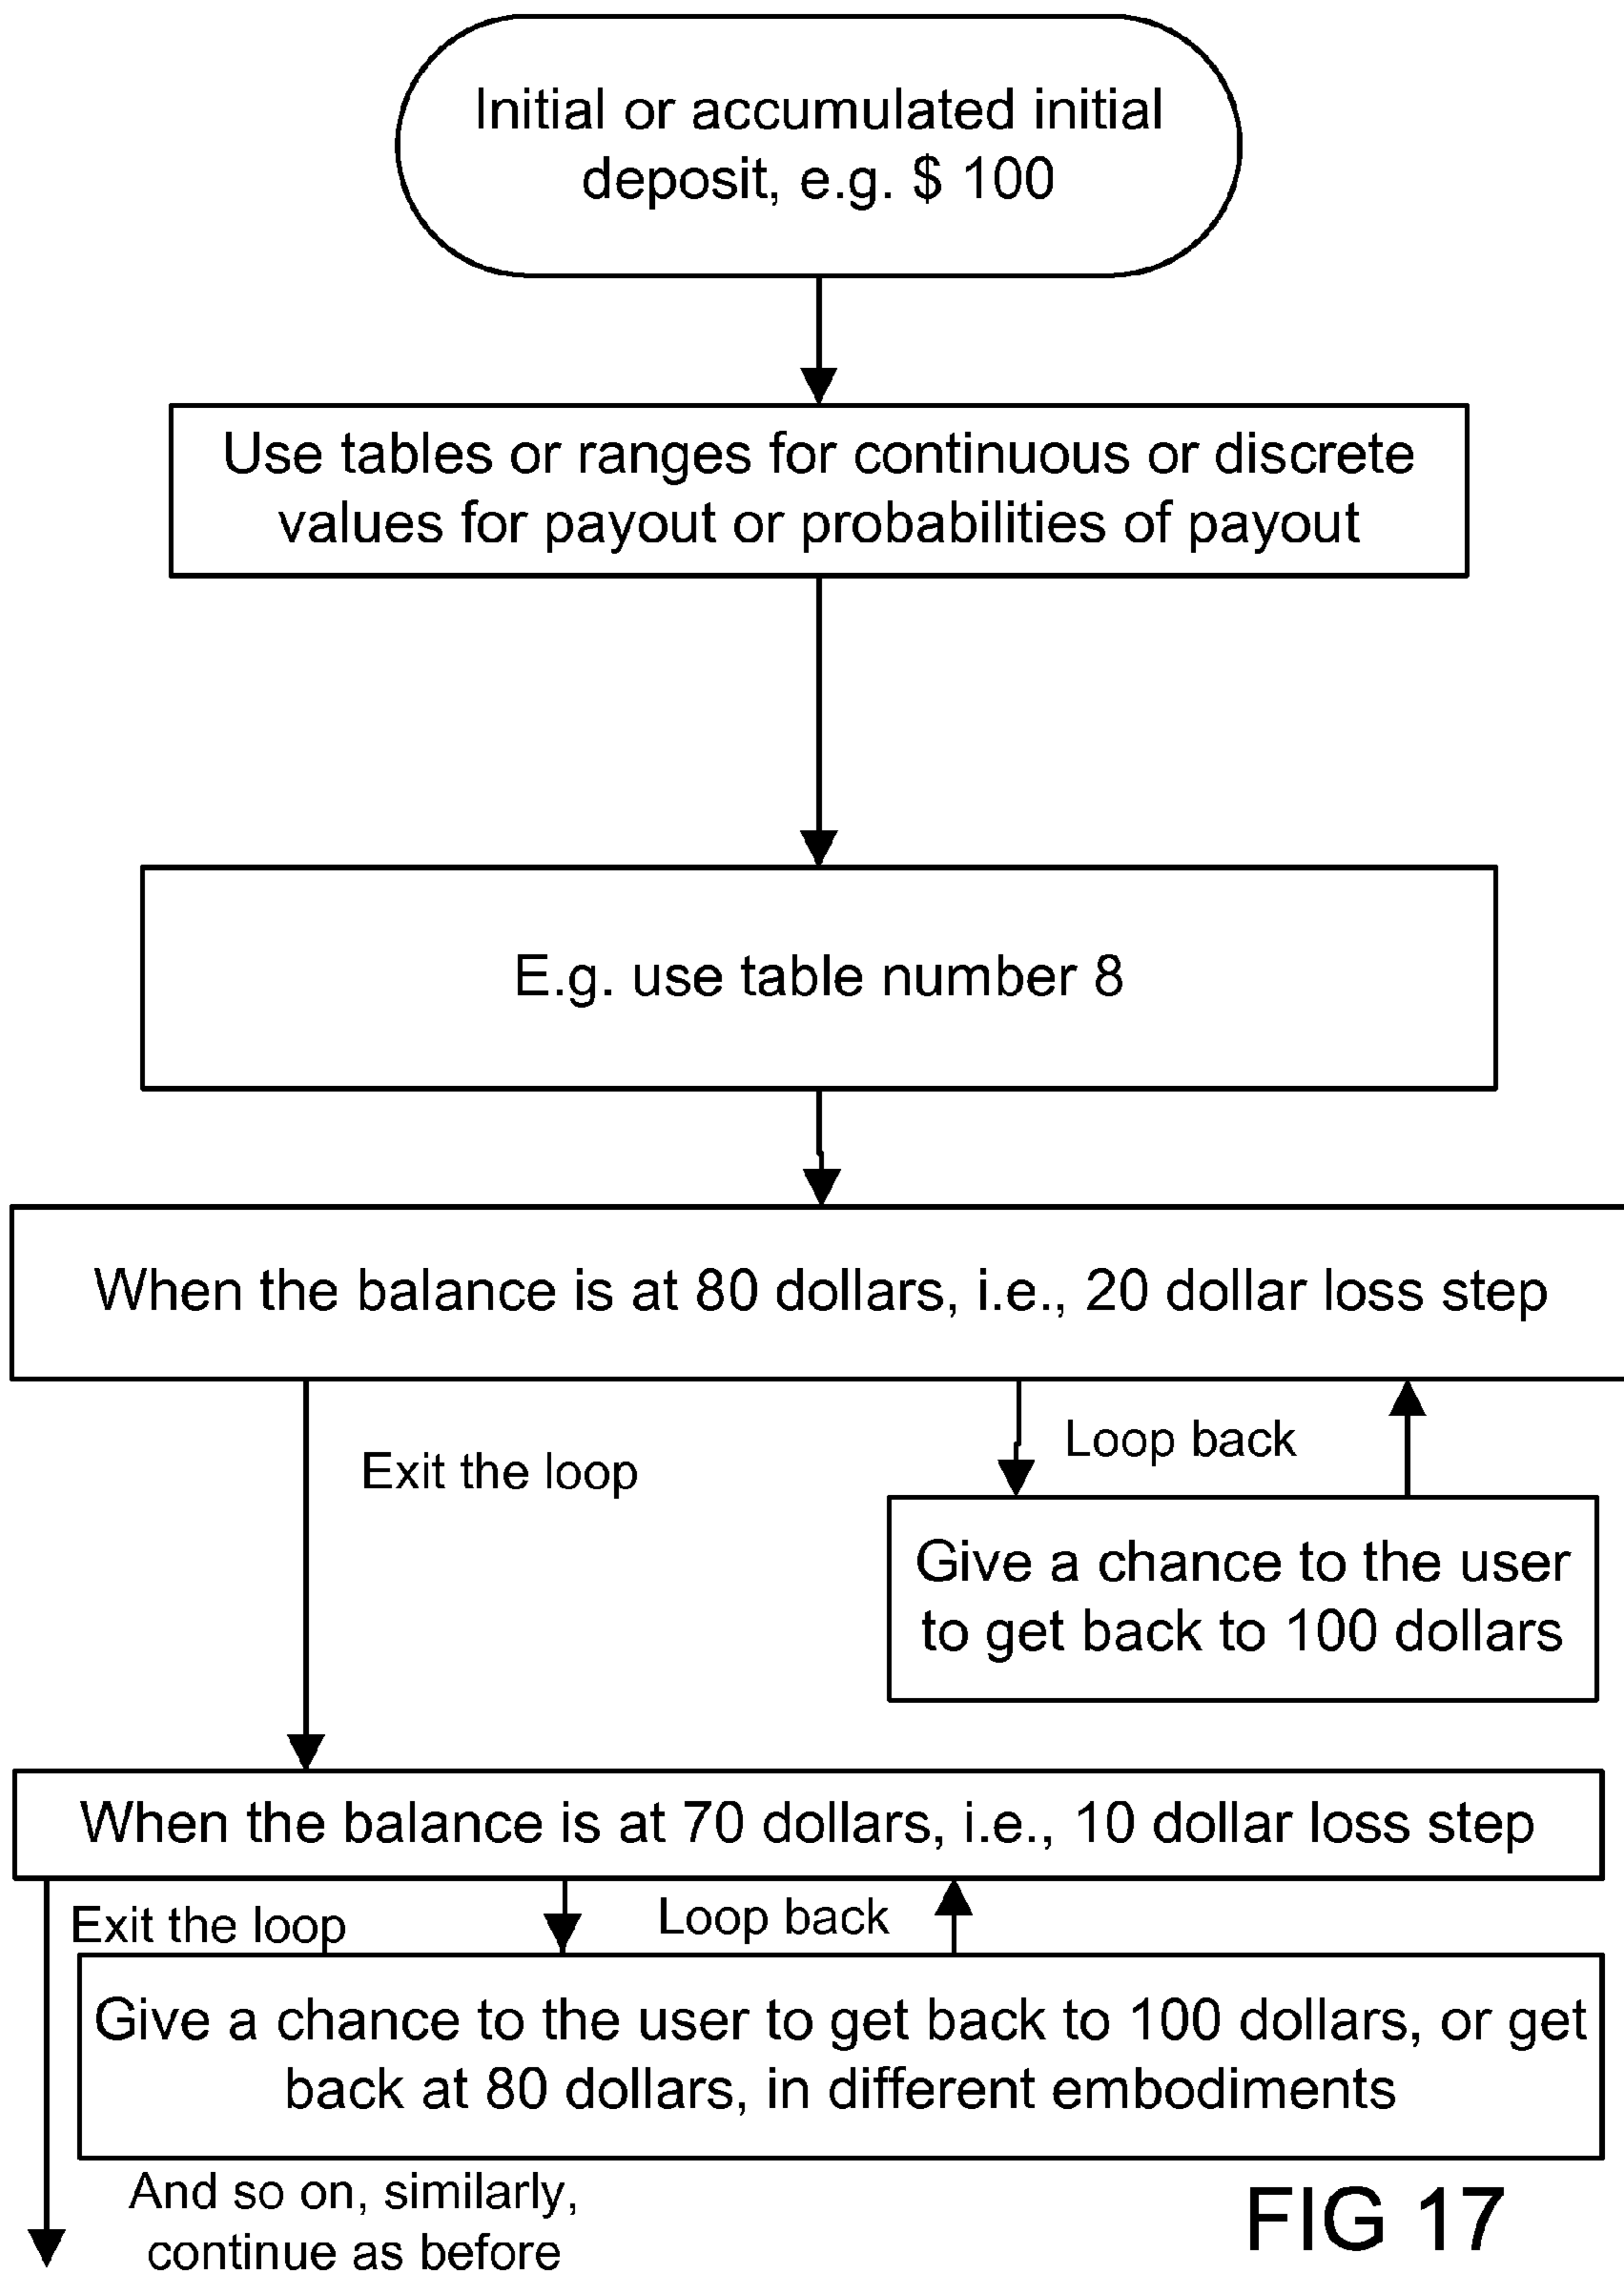 Initial or accumulated initial
deposit, e.g. $ 100
Use tables or ranges for continuous or discrete
values for payout or probabilities of payout
E.g. use table number 8
When the balance is at 80 dollars, i.e., 20 dollar loss step
Exit the loop
Loop back
Give a chance to the user
to get back to 100 dollars
When the balance is at 70 dollars, i.e., 10 dollar loss step
Exit the loop
Loop back
Give a chance to the user to get back to 100 dollars, or get
back at 80 dollars, in different embodiments
And so on, similarly,
continue as before
FIG 17